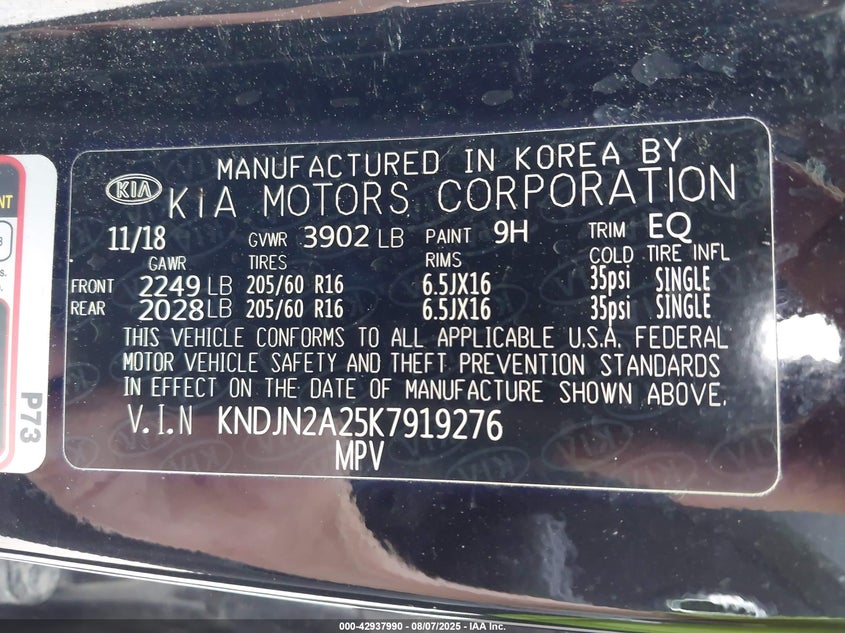 MANUFACTURED IN KOREA BY
KIA KIA MOTORS CORPORATION
11/18 GVWR 3902 LB PAINT 9H TRIM EQ
GAWR TIRES RIMS COLD TIRE INFL
FRONT 2249 LB 205/60 R16 6.5JX16 35psi SINGLE
REAR 2028 LB 205/60 R16 6.5JX16 35psi SINGLE
THIS VEHICLE CONFORMS TO ALL APPLICABLE U.S.A. FEDERAL
MOTOR VEHICLE SAFETY AND THEFT PREVENTION STANDARDS
IN EFFECT ON THE DATE OF MANUFACTURE SHOWN ABOVE.
V.I.N KNDJN2A25K7919276
MPV
P73
000-42937990 - 08/07/2025 - IAA Inc.